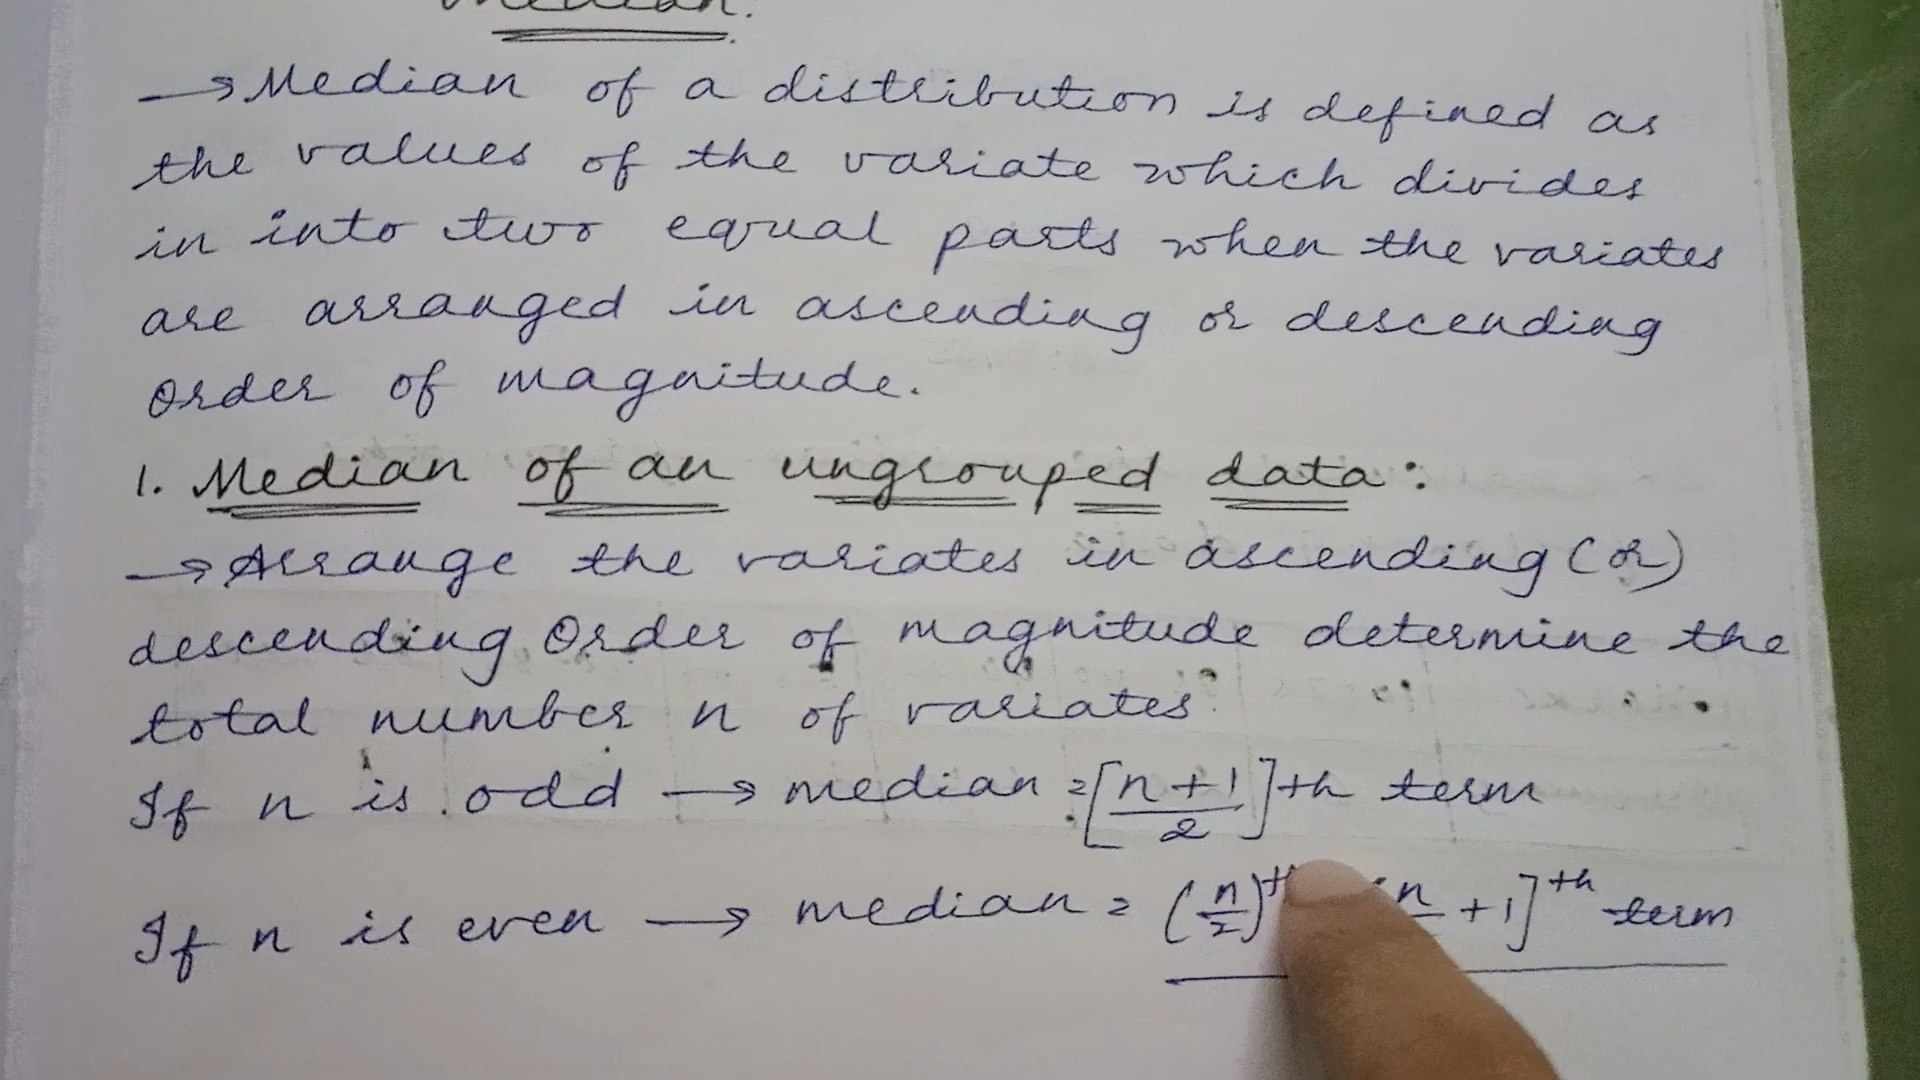 Median:
→ Median of a distribution is defined as
the values of the variate which divides
in into two equal parts when the variates
are arranged in ascending or descending
Order of magnitude.
1. Median of an ungrouped data:
→ Arrange the variates in ascending (or)
descending Order of magnitude determine the
total number n of variates
If n is odd → median = [n+1/2]th term
If n is even → median = (n/2)th n +1]th term